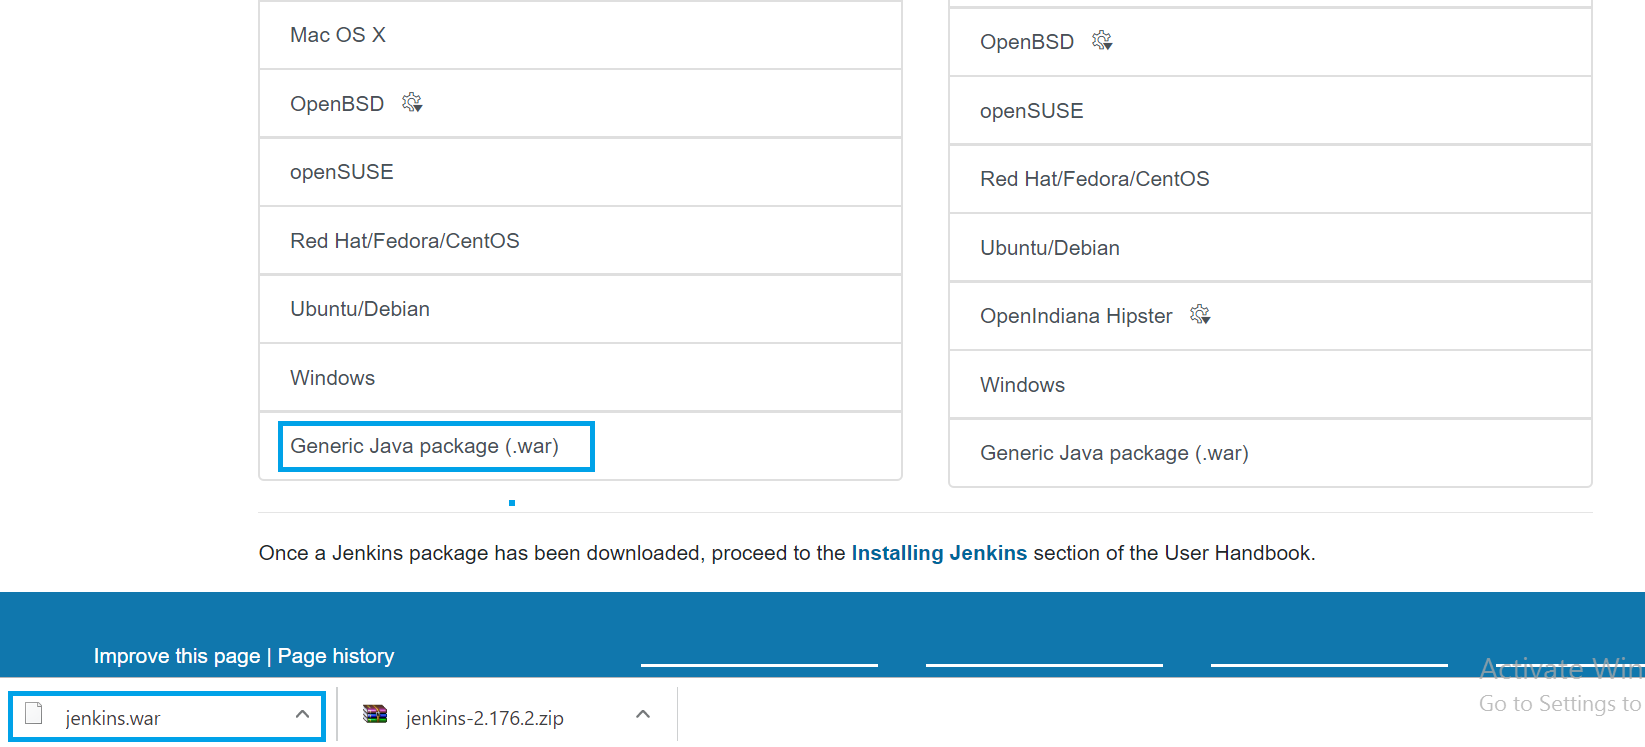 Mac OS X
OpenBSD
openSUSE
Red Hat/Fedora/CentOS
Ubuntu/Debian
Windows
Generic Java package (.war)
OpenBSD
openSUSE
Red Hat/Fedora/CentOS
Ubuntu/Debian
OpenIndiana Hipster
Windows
Generic Java package (.war)
Once a Jenkins package has been downloaded, proceed to the Installing Jenkins section of the User Handbook.
Improve this page | Page history
Activate Win
Go to Settings to
jenkins.war
jenkins-2.176.2.zip